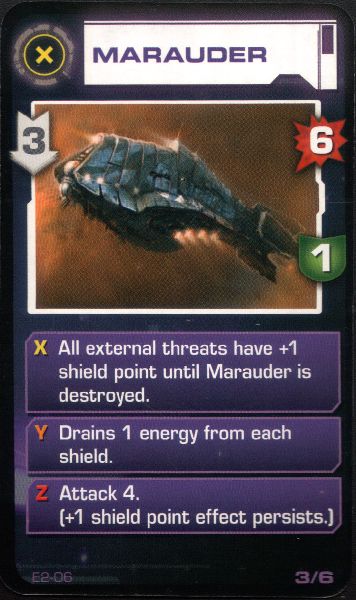 X MARAUDER
3
6
1
X All external threats have +1
shield point until Marauder is
destroyed.
Y Drains 1 energy from each
shield.
Z Attack 4.
(+1 shield point effect persists.)
E2-06 3/6